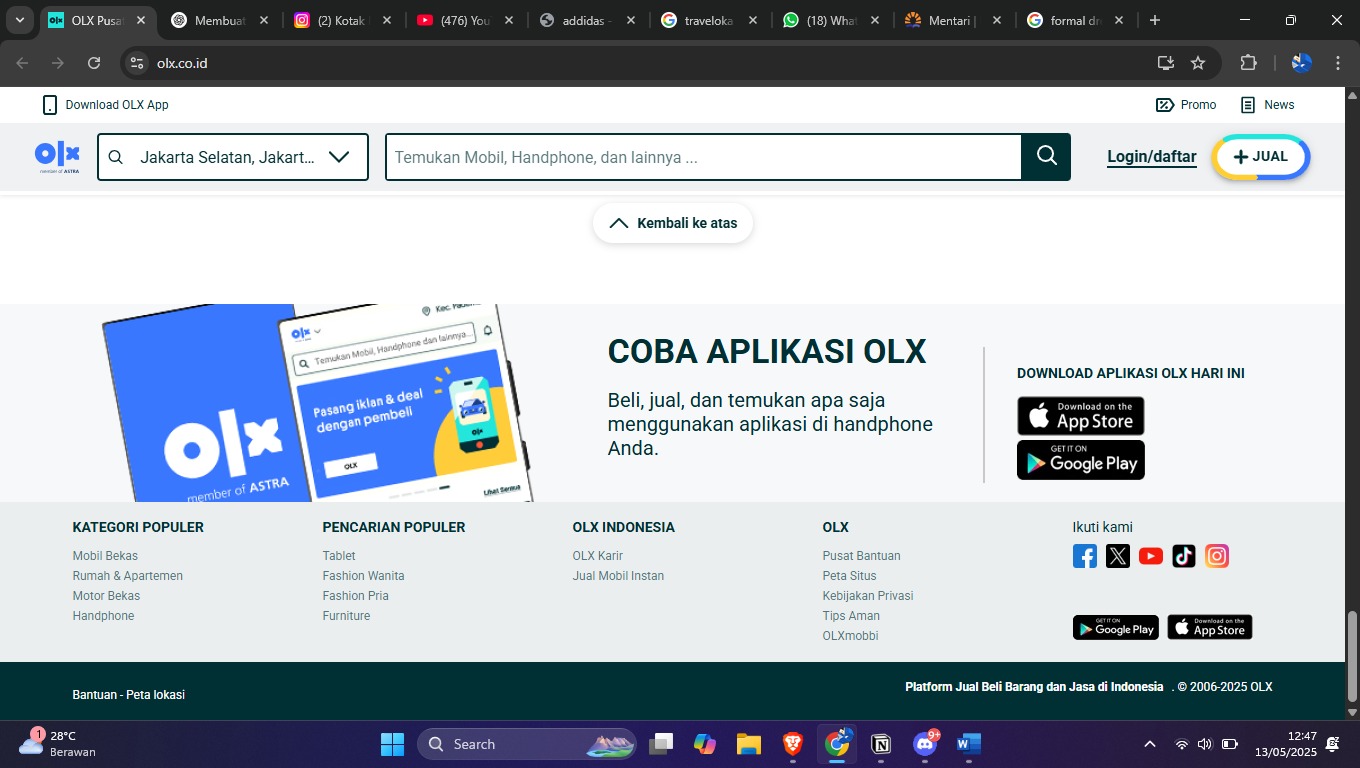 OLX Pusat
Membuat
(2) Kotak
(476) You
addidas -
traveloka
(18) What
Mentari |
formal dre
olx.co.id
Download OLX App
Promo
News
olx
member of ASTRA
Jakarta Selatan, Jakart...
Temukan Mobil, Handphone, dan lainnya ...
Login/daftar
+ JUAL
Kembali ke atas
olx
member of ASTRA
olx
Temukan Mobil, Handphone dan lainnya...
Pasang iklan & deal
dengan pembeli
OLX
olx
Lihat Semua
COBA APLIKASI OLX
Beli, jual, dan temukan apa saja
menggunakan aplikasi di handphone
Anda.
DOWNLOAD APLIKASI OLX HARI INI
Download on the
App Store
GET IT ON
Google Play
KATEGORI POPULER
Mobil Bekas
Rumah & Apartemen
Motor Bekas
Handphone
PENCARIAN POPULER
Tablet
Fashion Wanita
Fashion Pria
Furniture
OLX INDONESIA
OLX Karir
Jual Mobil Instan
OLX
Pusat Bantuan
Peta Situs
Kebijakan Privasi
Tips Aman
OLXmobbi
Ikuti kami
GET IT ON
Google Play
Download on the
App Store
Bantuan - Peta lokasi
Platform Jual Beli Barang dan Jasa di Indonesia . © 2006-2025 OLX
1
28°C
Berawan
Search
9+
12:47
13/05/2025